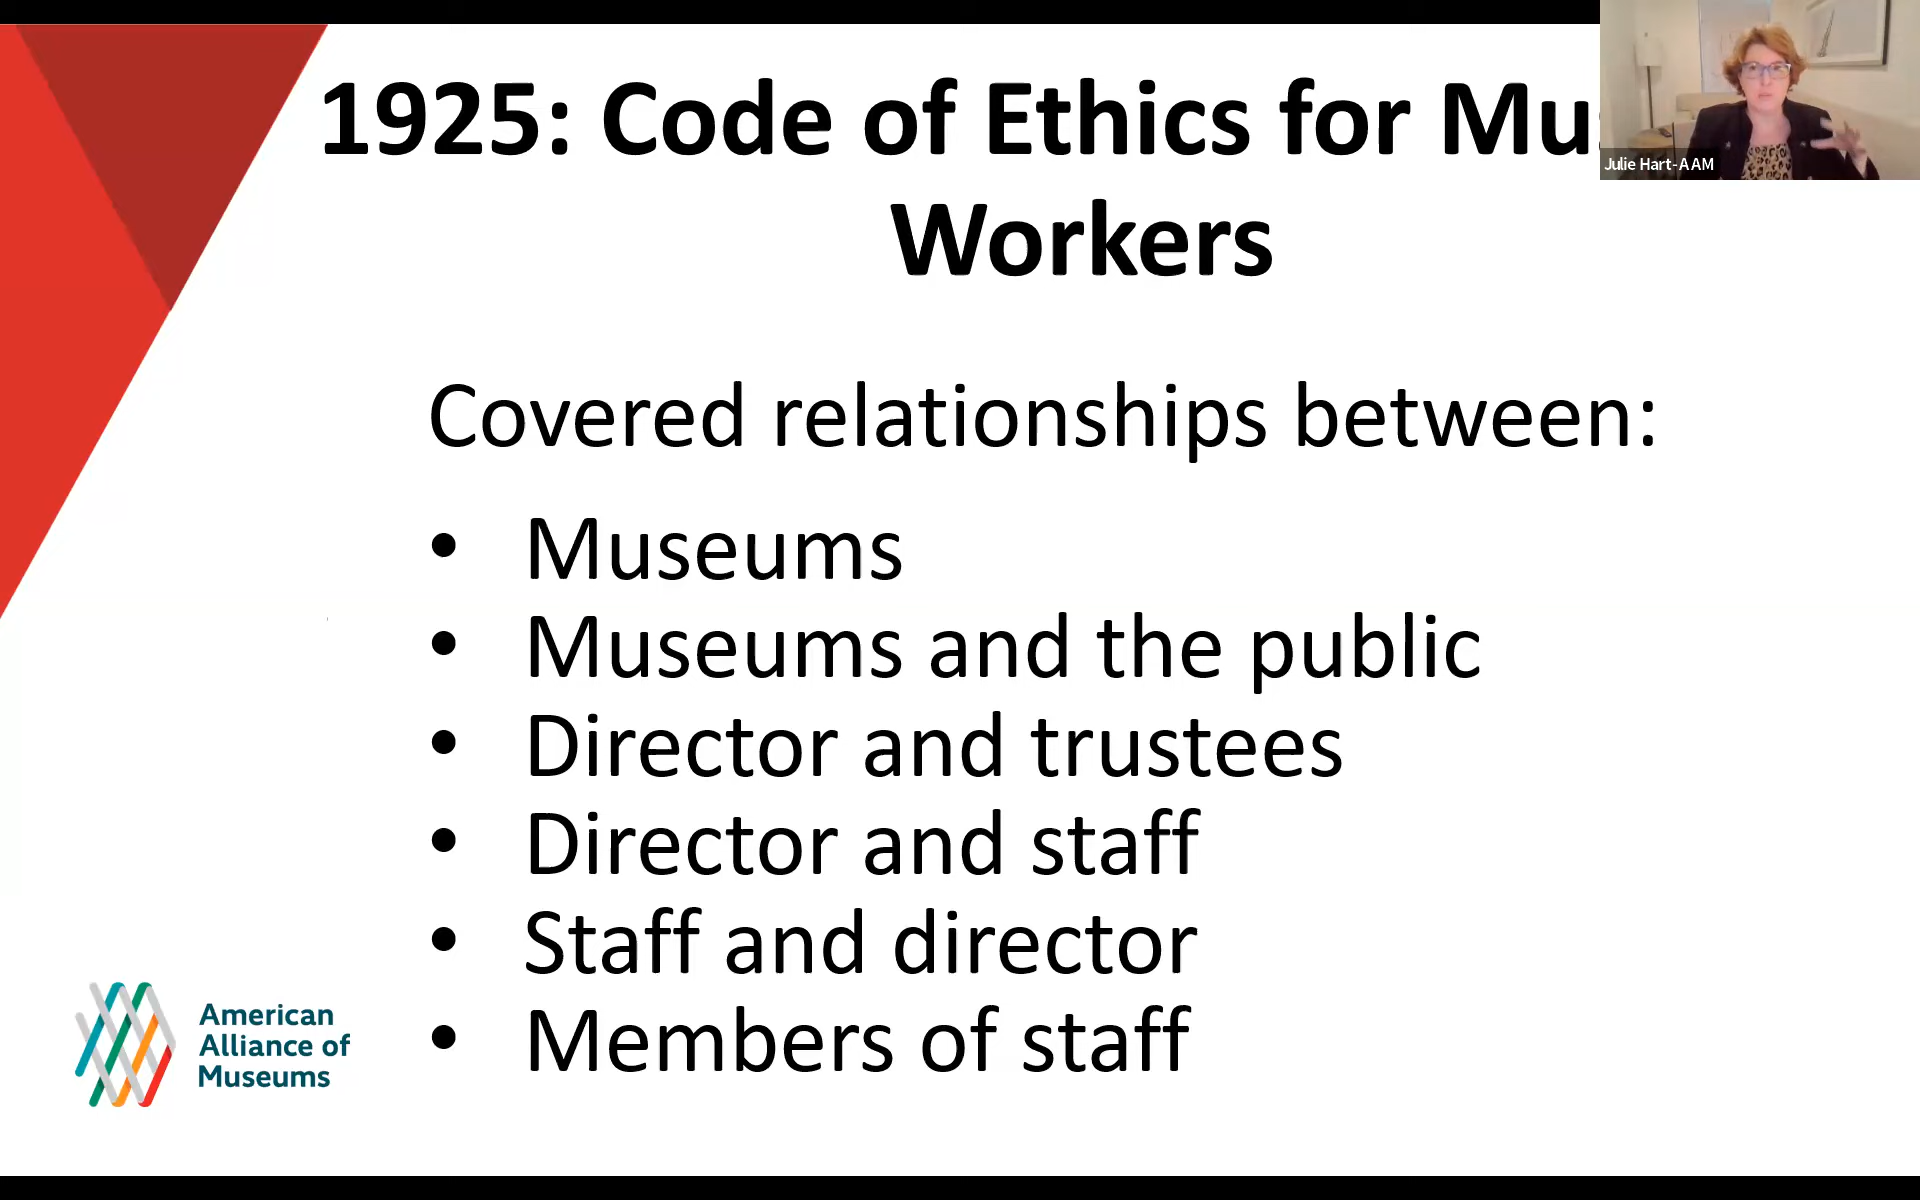 1925: Code of Ethics for
Workers
Julie Hart-AAM
Covered relationships between:
• Museums
• Museums and the public
• Director and trustees
• Director and staff
• Staff and director
• Members of staff
American
Alliance of
Museums